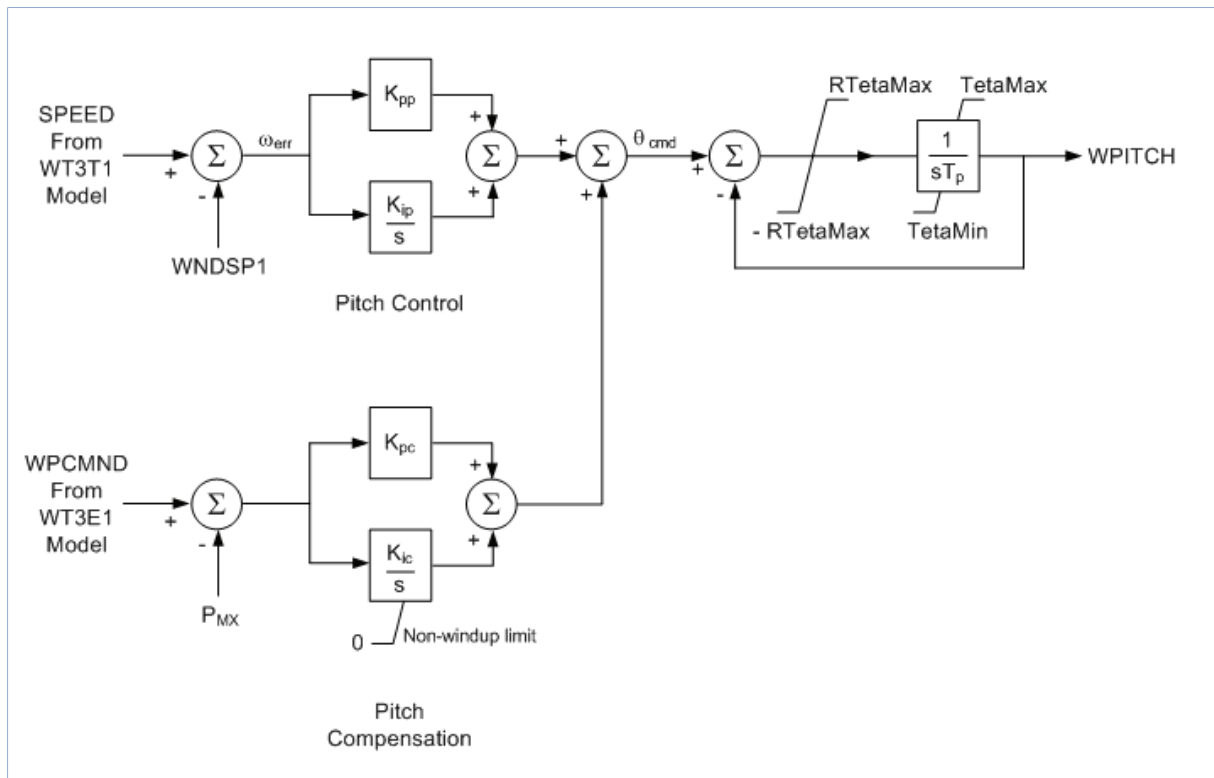 SPEED
From
WT3T1
Model
+
-
Σ
WNDSP1
ωerr
Kpp
Kip
s
+
+
Σ
Pitch Control
+
+
Σ
θ cmd
+
-
Σ
RTetaMax
- RTetaMax
TetaMax
1
sTp
TetaMin
WPITCH
WPCMND
From
WT3E1
Model
+
-
Σ
PMX
Kpc
Kic
s
0
Non-windup limit
+
+
Σ
Pitch
Compensation